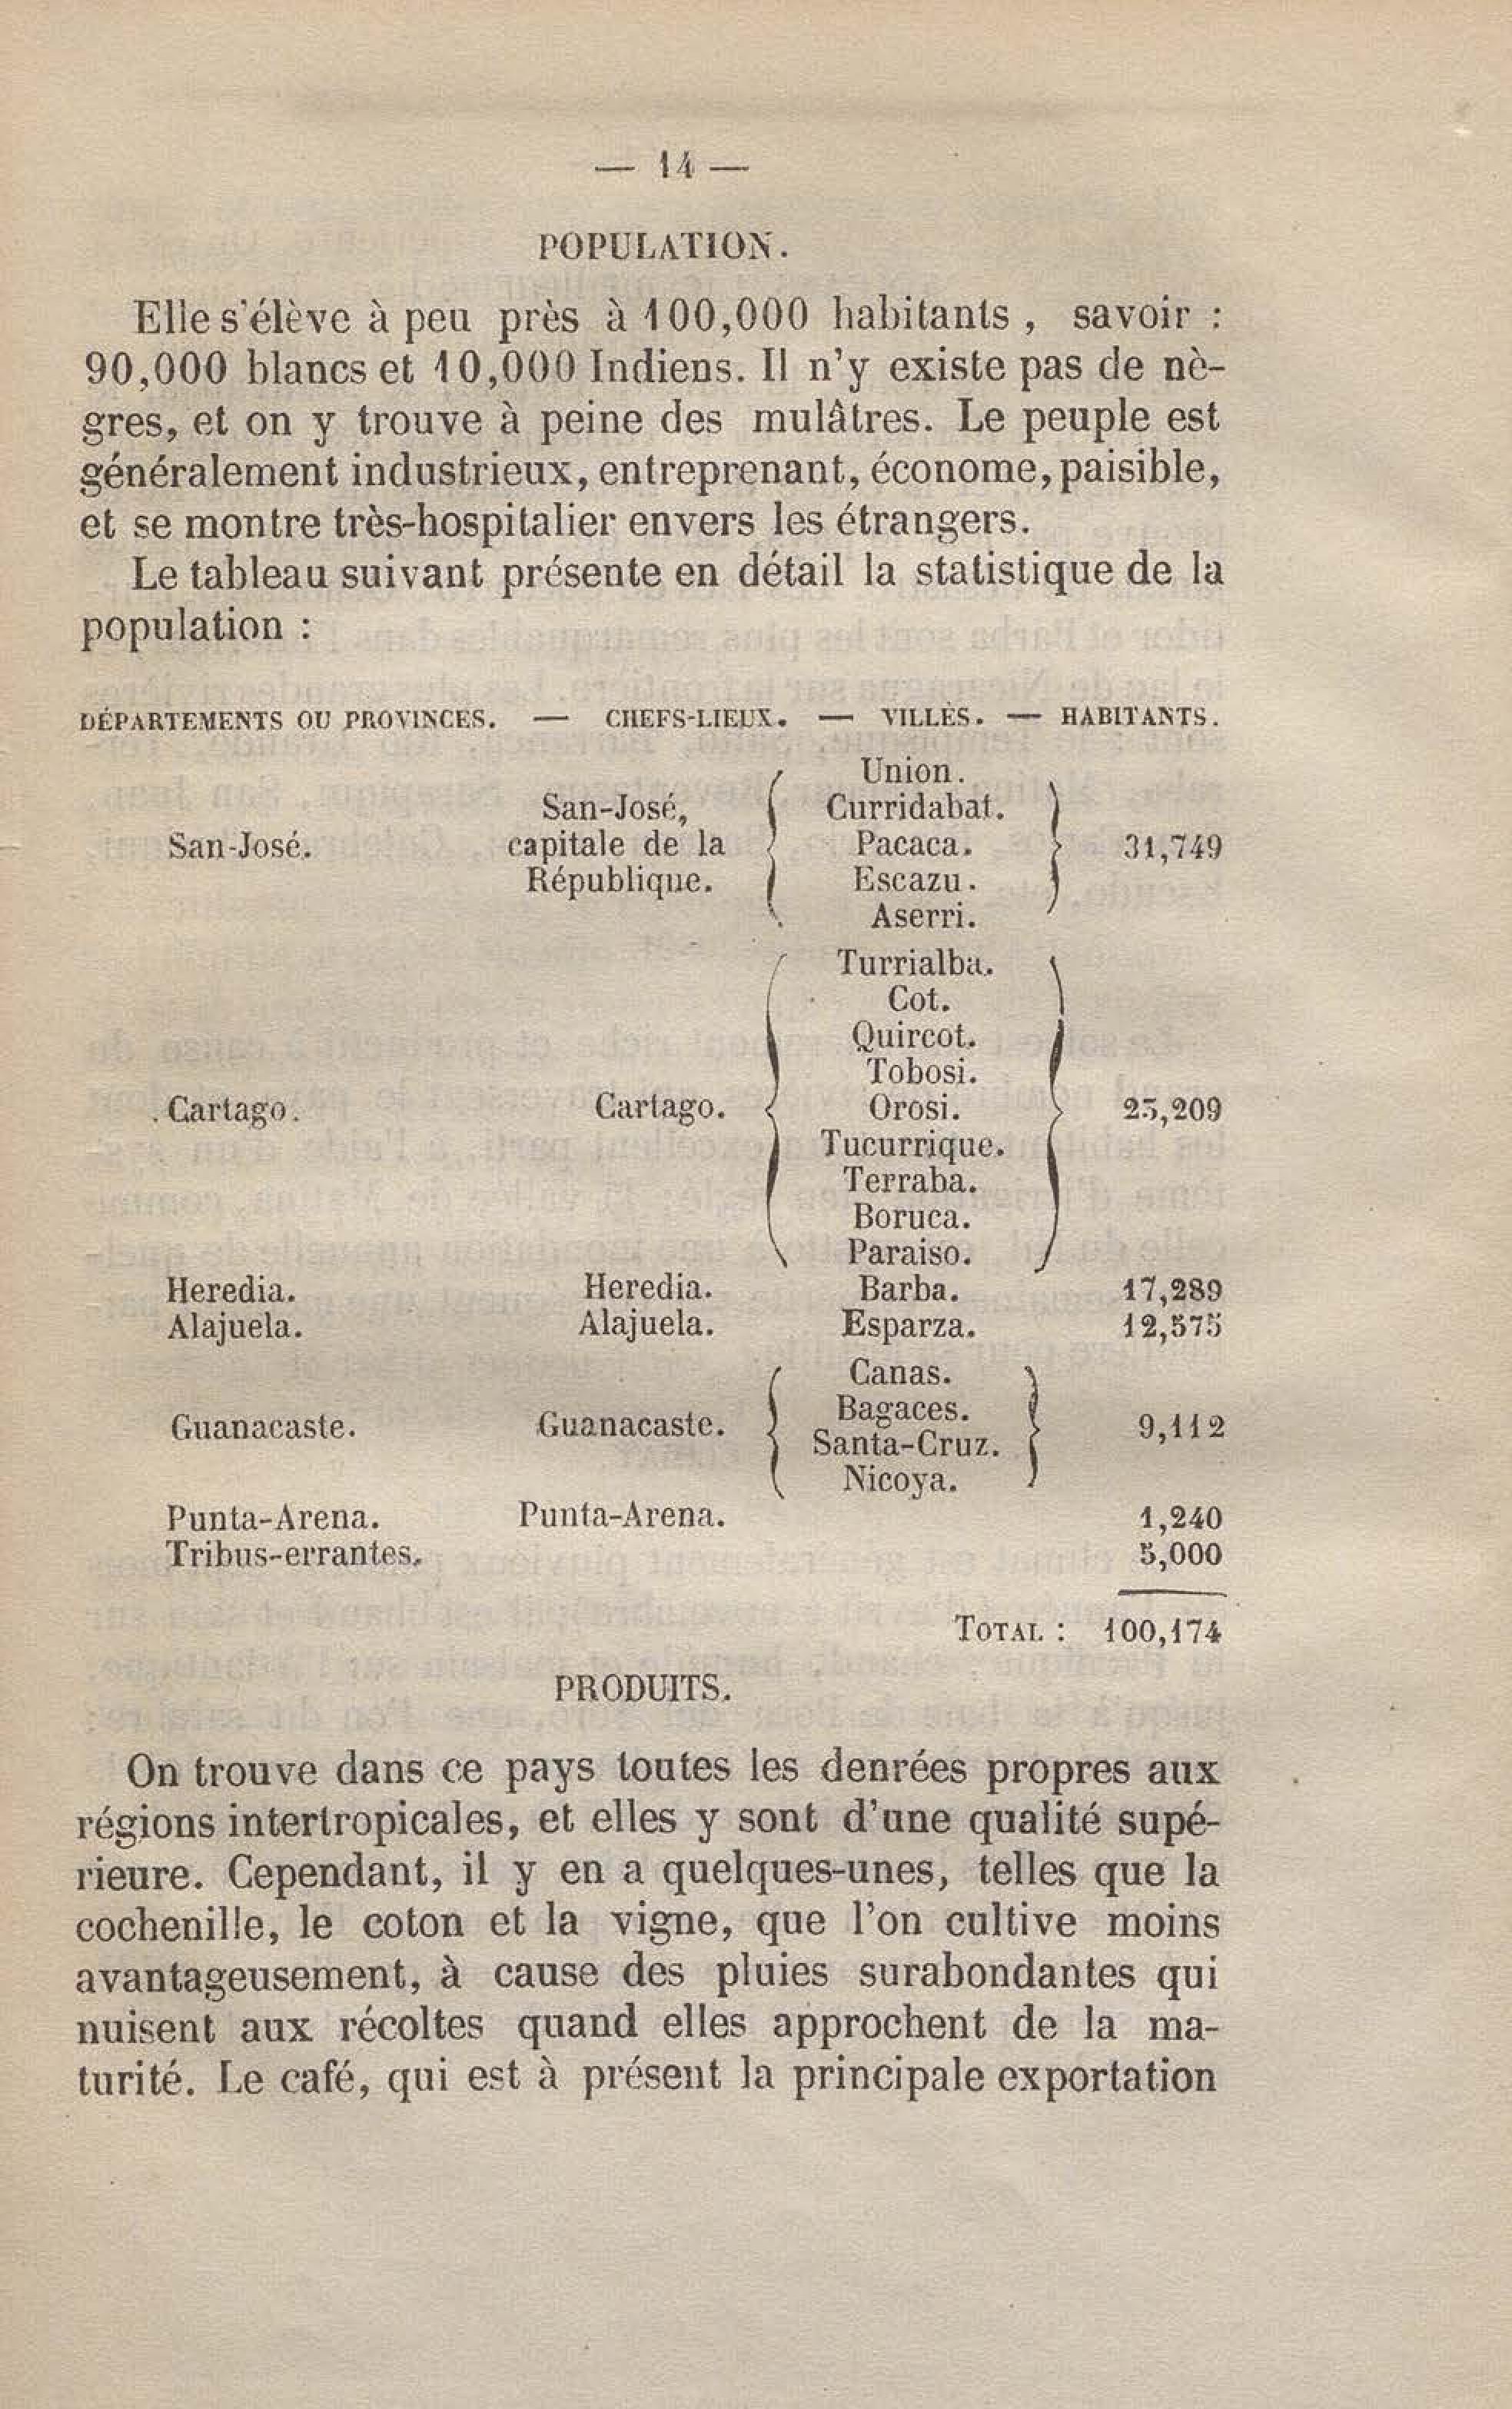 — 14 —
POPULATION.
Elle s'élève à peu près à 100,000 habitants, savoir :
90,000 blancs et 10,000 Indiens. Il n'y existe pas de nè-
gres, et on y trouve à peine des mulâtres. Le peuple est
généralement industrieux, entreprenant, économe, paisible,
et se montre très-hospitalier envers les étrangers.
Le tableau suivant présente en détail la statistique de la
population :
DÉPARTEMENTS OU PROVINCES. — CHEFS-LIEUX. — VILLES. — HABITANTS.
Union.
San-José, Curridabat.
San-José. capitale de la Pacaca. 31,749
République. Escazu.
Aserri.
Turrialba.
Cot.
Quircot.
Tobosi.
Cartago. Cartago. Orosi. 23,209
Tucurrique.
Terraba.
Boruca.
Paraiso.
Heredia. Heredia. Barba. 17,289
Alajuela. Alajuela. Esparza. 12,575
Canas.
Bagaces.
Guanacaste. Guanacaste. 9,112
Santa-Cruz.
Nicoya.
Punta-Arena. Punta-Arena. 1,240
Tribus-errantes. 5,000
TOTAL : 100,174
PRODUITS.
On trouve dans ce pays toutes les denrées propres aux
régions intertropicales, et elles y sont d'une qualité supé-
rieure. Cependant, il y en a quelques-unes, telles que la
cochenille, le coton et la vigne, que l'on cultive moins
avantageusement, à cause des pluies surabondantes qui
nuisent aux récoltes quand elles approchent de la ma-
turité. Le café, qui est à présent la principale exportation